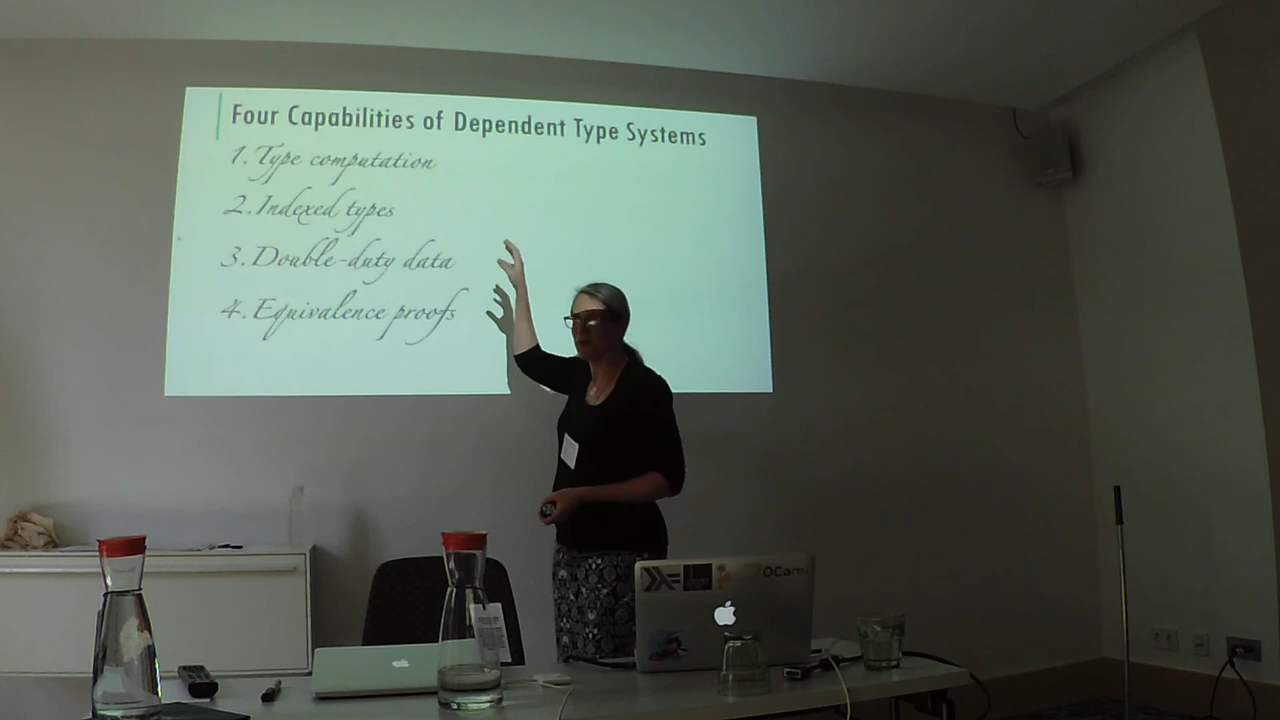 Four Capabilities of Dependent Type Systems
1. Type computation
2. Indexed types
3. Double-duty data
4. Equivalence proofs
OCaml